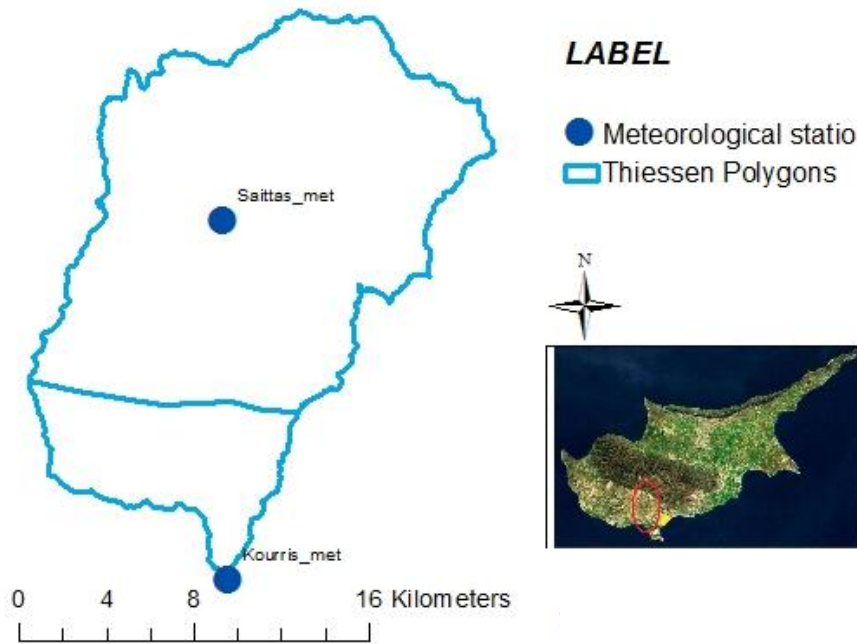 LABEL
Meteorological statio
Thiessen Polygons
Saittas_met
N
Kourris_met
0 4 8 16 Kilometers